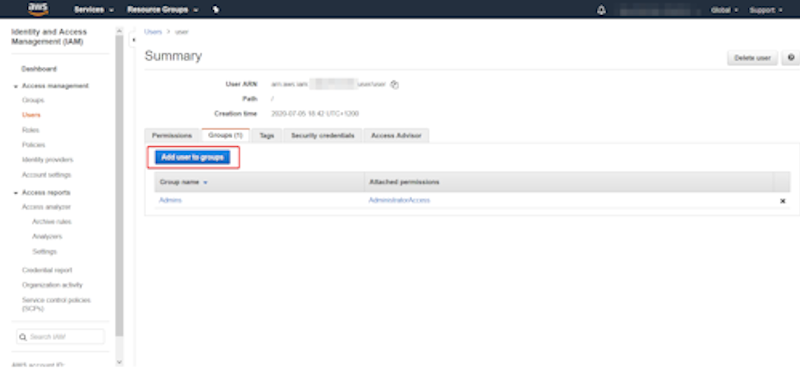 aws Services Resource Groups Global Support
Identity and Access
Management (IAM)
Dashboard
Access management
Groups
Users
Roles
Policies
Identity providers
Account settings
Access reports
Access analyzer
Archive rules
Analyzers
Settings
Credential report
Organization activity
Service control policies
(SCPs)
Search IAM
AWS account ID:
Users > user
Summary
Delete user
User ARN arn:aws:iam user/user
Path /
Creation time 2020-07-05 18:42 UTC+1200
Permissions Groups (1) Tags Security credentials Access Advisor
Add user to groups
Group name Attached permissions
Admins AdministratorAccess